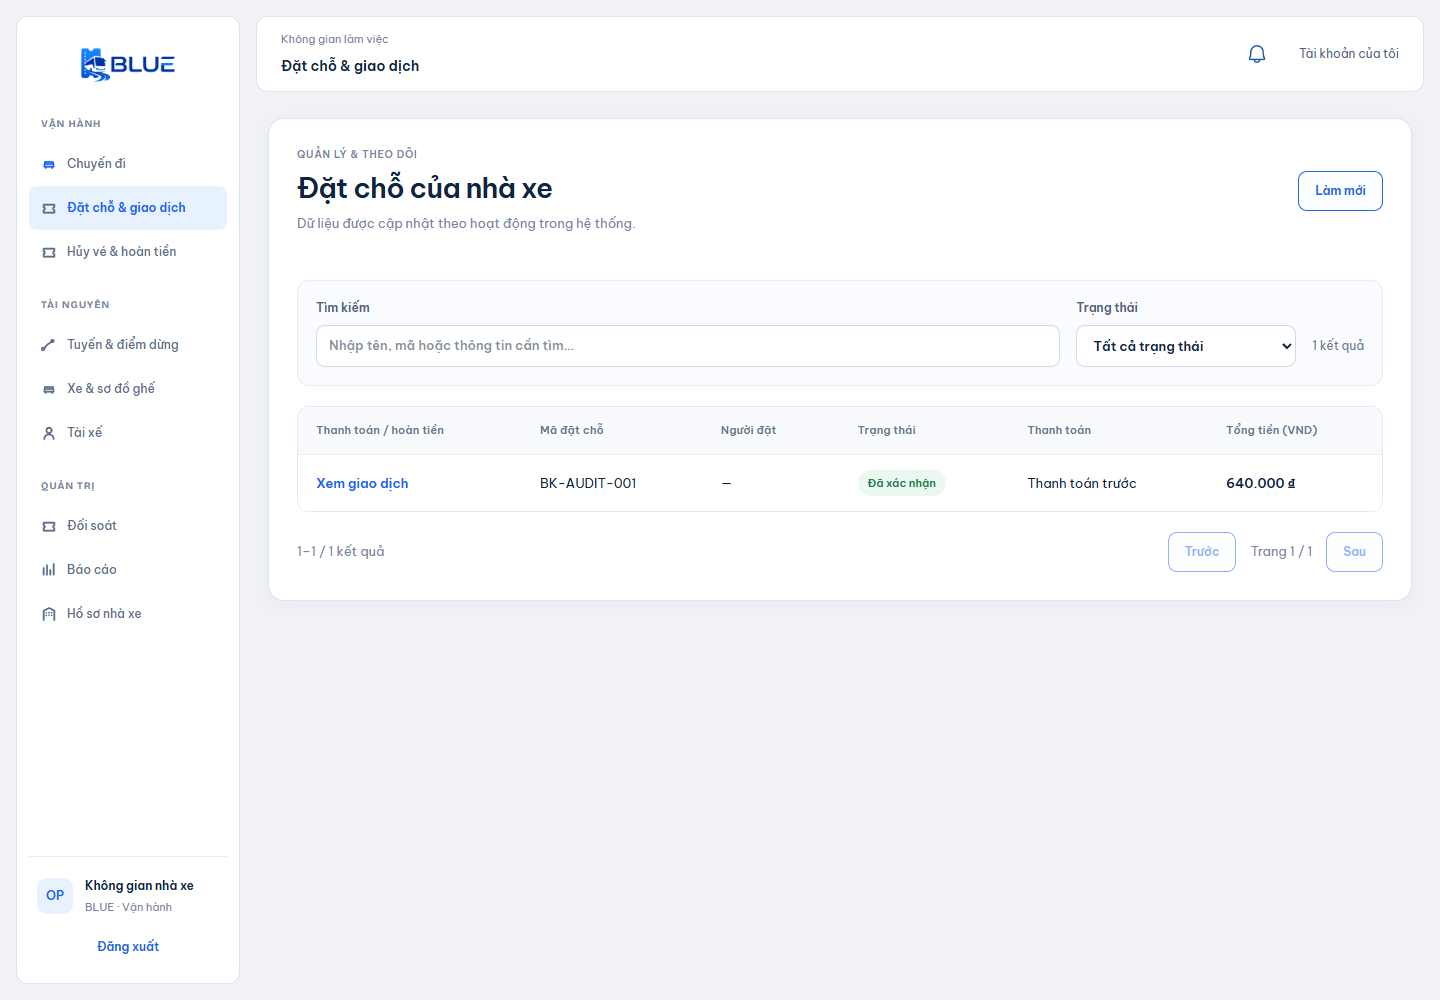 BLUE
VẬN HÀNH
Chuyến đi
Đặt chỗ & giao dịch
Hủy vé & hoàn tiền
TÀI NGUYÊN
Tuyến & điểm dừng
Xe & sơ đồ ghế
Tài xế
QUẢN TRỊ
Đối soát
Báo cáo
Hồ sơ nhà xe
OP
Không gian nhà xe
BLUE · Vận hành
Đăng xuất
Không gian làm việc
Đặt chỗ & giao dịch
Tài khoản của tôi
QUẢN LÝ & THEO DÕI
Đặt chỗ của nhà xe
Dữ liệu được cập nhật theo hoạt động trong hệ thống.
Làm mới
Tìm kiếm
Nhập tên, mã hoặc thông tin cần tìm...
Trạng thái
Tất cả trạng thái
1 kết quả
Thanh toán / hoàn tiền Mã đặt chỗ Người đặt Trạng thái Thanh toán Tổng tiền (VND)
Xem giao dịch BK-AUDIT-001 — Đã xác nhận Thanh toán trước 640.000 ₫
1–1 / 1 kết quả
Trước
Trang 1 / 1
Sau